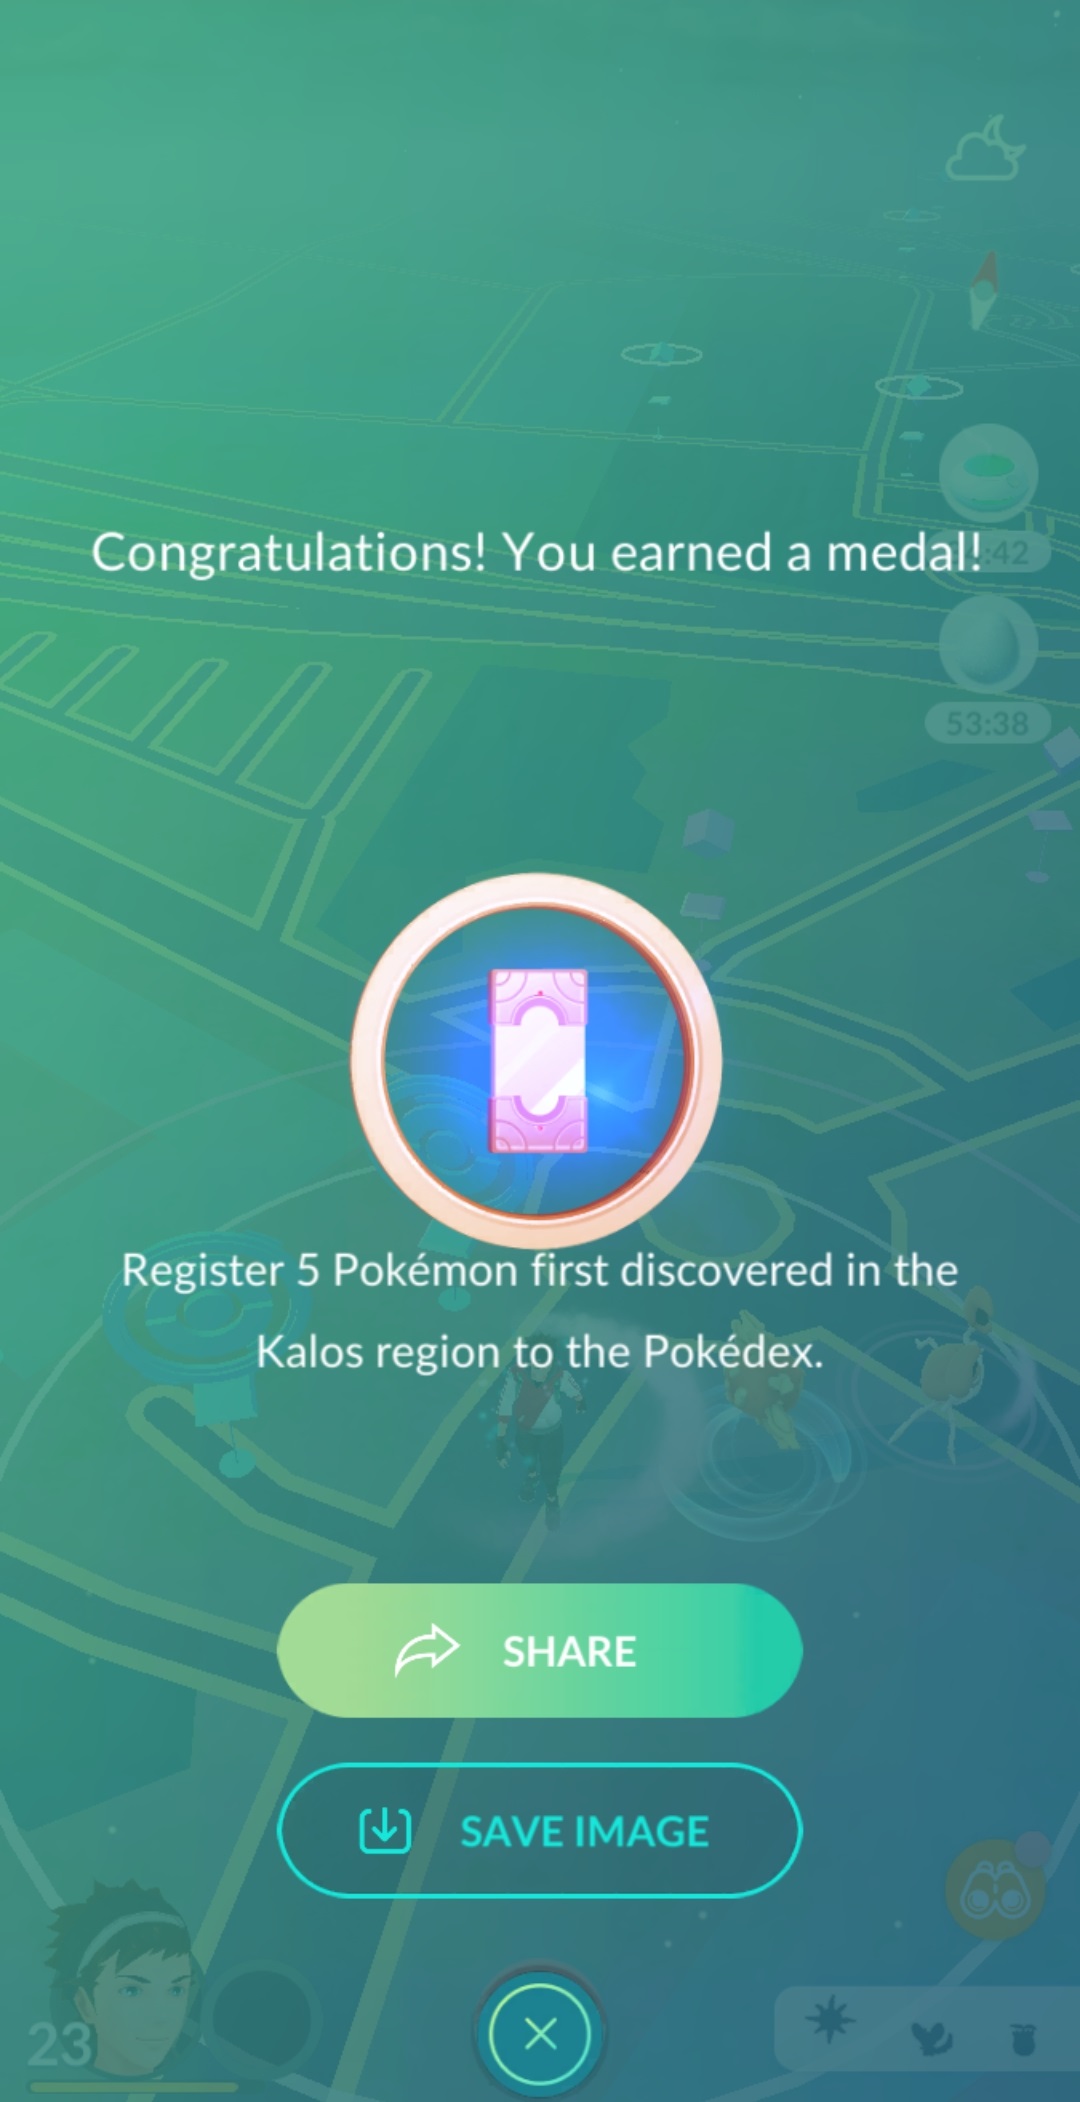 Congratulations! You earned a medal!
:42
53:38
Register 5 Pokémon first discovered in the
Kalos region to the Pokédex.
SHARE
SAVE IMAGE
23